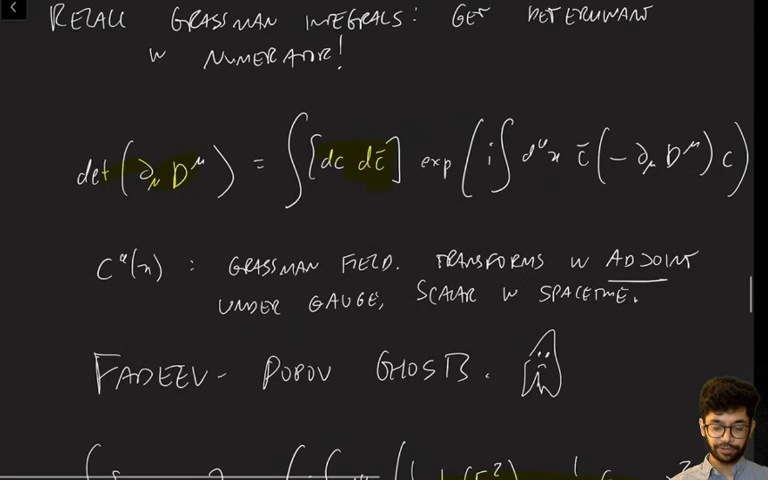 RECALL GRASSMAN INTEGRALS: GET DETERMINANT
IN NUMERATOR!
det(∂_μ D^μ) = ∫[dc dc̄] exp(i∫d⁴x c̄(-∂_μ D^μ)c)
c^a(x) : GRASSMAN FIELD. TRANSFORMS IN ADJOINT
UNDER GAUGE, SCALAR IN SPACETIME.
FADEEV-POPOV GHOSTS.